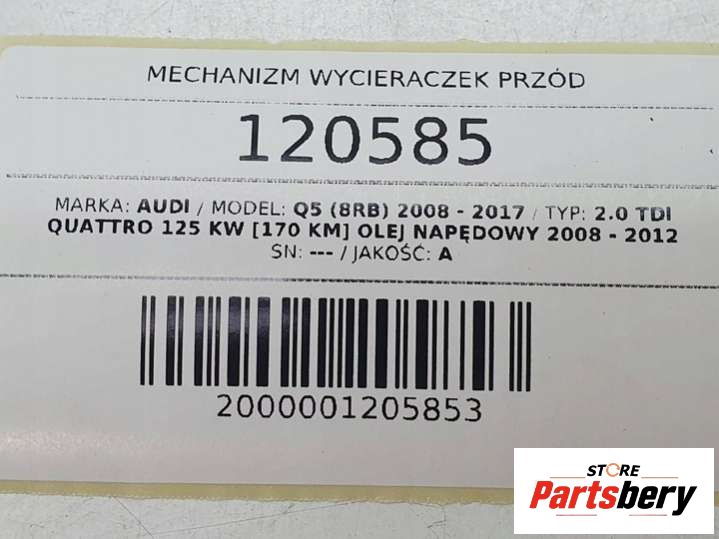 MECHANIZM WYCIERACZEK PRZÓD
120585
MARKA: AUDI / MODEL: Q5 (8RB) 2008 - 2017 / TYP: 2.0 TDI
QUATTRO 125 KW [170 KM] OLEJ NAPĘDOWY 2008 - 2012
SN: --- / JAKOŚĆ: A
2000001205853
STORE
Partsbery